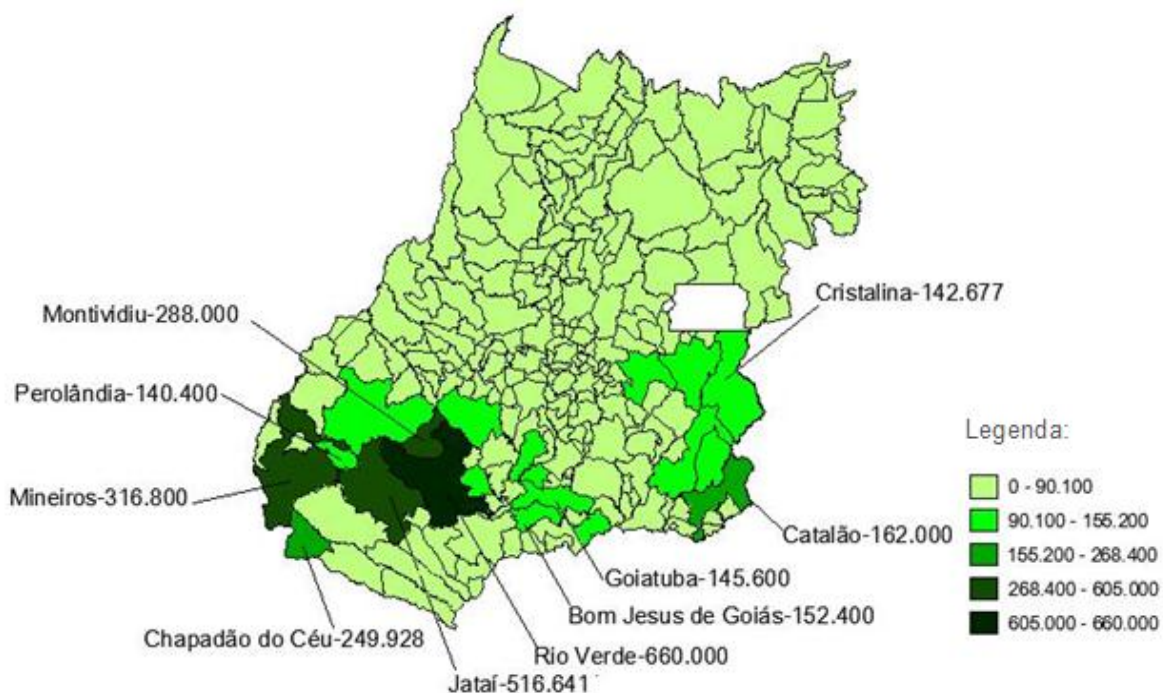 Cristalina-142.677
Montividiu-288.000
Perolândia-140.400
Mineiros-316.800
Legenda:
0 - 90.100
90.100 - 155.200
155.200 - 268.400
268.400 - 605.000
605.000 - 660.000
Catalão-162.000
Goiatuba-145.600
Bom Jesus de Goiás-152.400
Chapadão do Céu-249.928
Rio Verde-660.000
Jataí-516.641